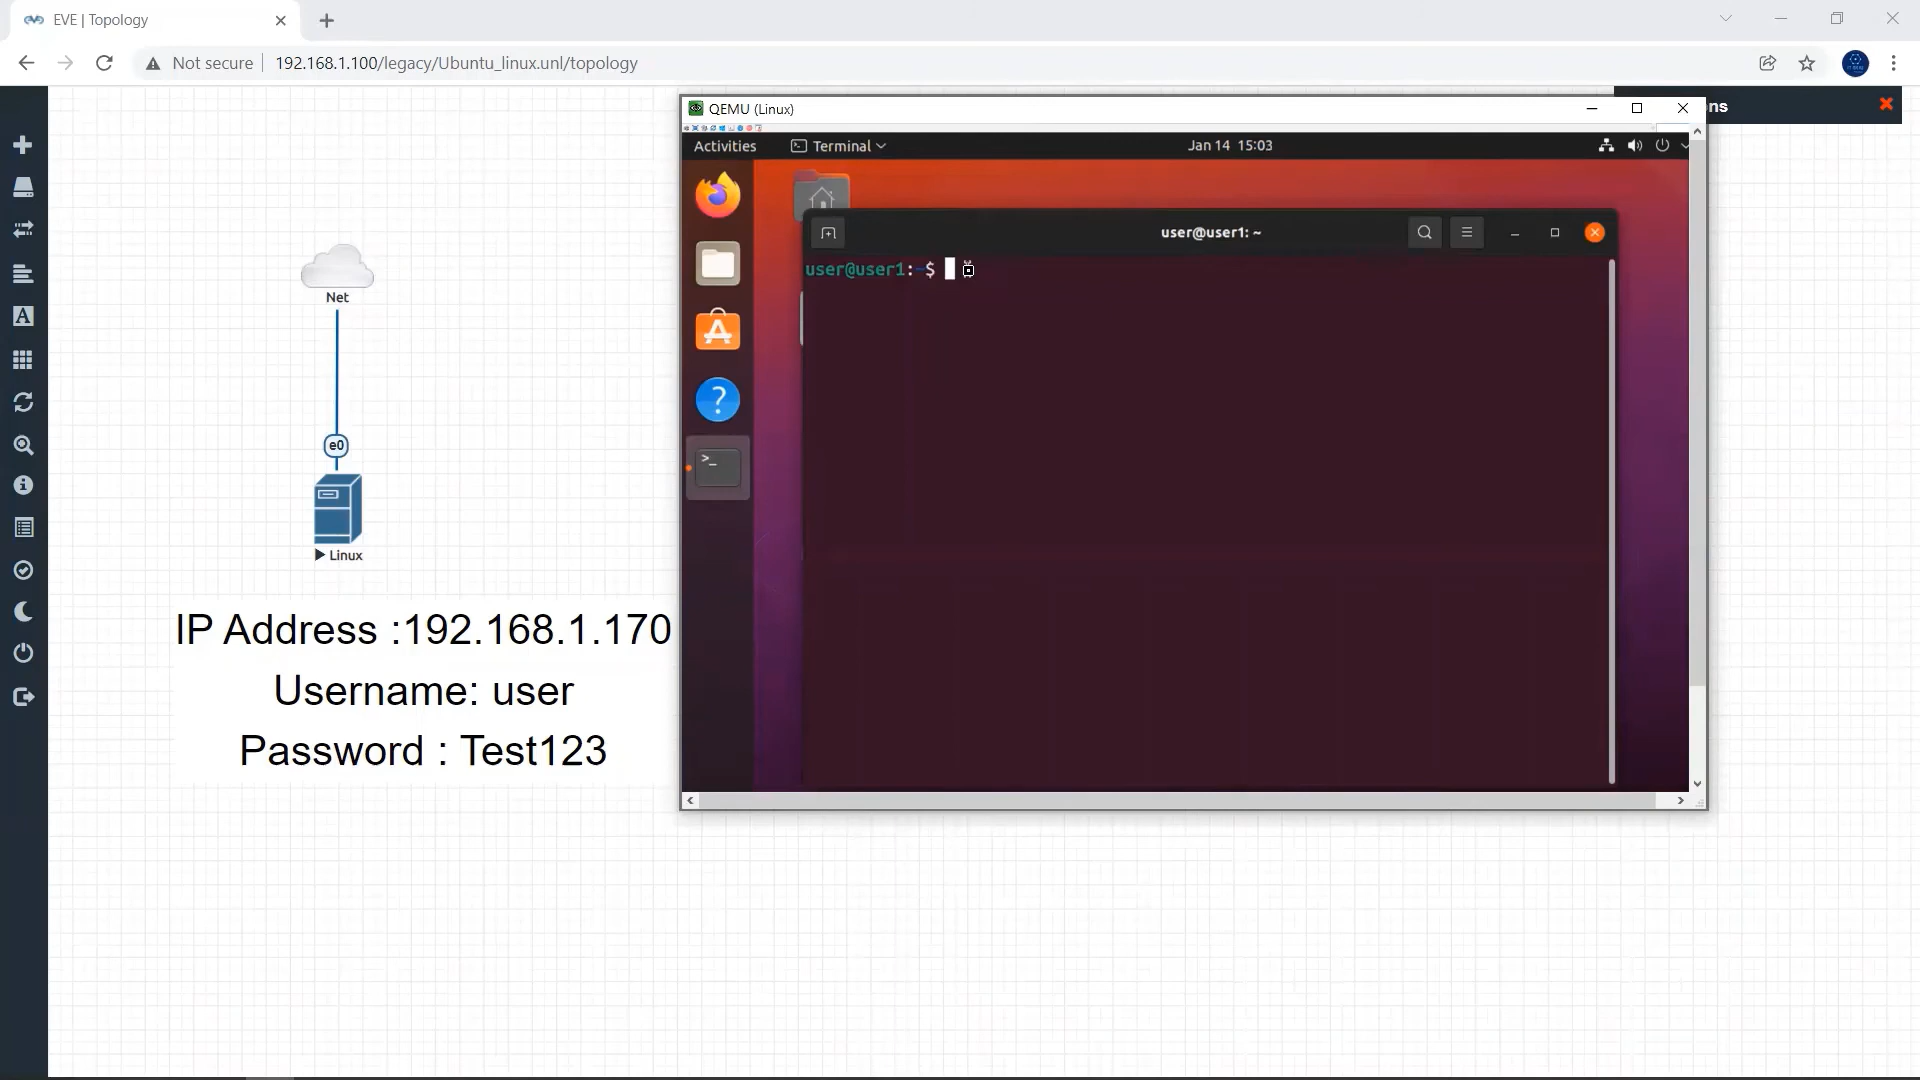 EVE | Topology
Not secure
192.168.1.100/legacy/Ubuntu_linux.unl/topology
ns
QEMU (Linux)
Activities
Terminal
Jan 14 15:03
user@user1: ~
user@user1:~$
Net
e0
Linux
IP Address :192.168.1.170
Username: user
Password : Test123